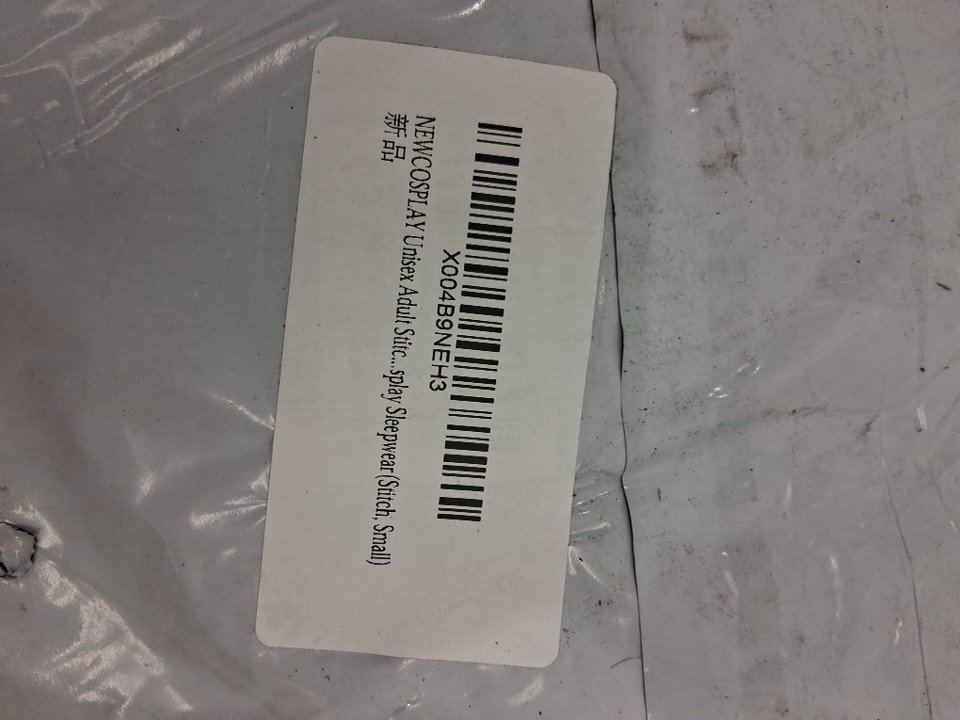 X004B9NEH3
NEWCOSPLAY Unisex Adult Stitc...splay Sleepwear(Stitch, Small)
新品